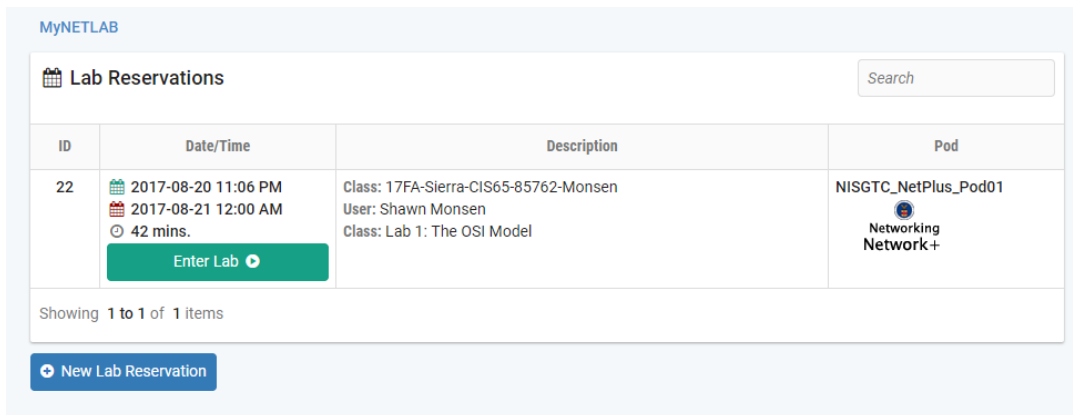 MyNETLAB
Lab Reservations
Search
ID Date/Time Description Pod
22
2017-08-20 11:06 PM
2017-08-21 12:00 AM
42 mins.
Enter Lab
Class: 17FA-Sierra-CIS65-85762-Monsen
User: Shawn Monsen
Class: Lab 1: The OSI Model
NISGTC_NetPlus_Pod01
Networking
Network+
Showing 1 to 1 of 1 items
New Lab Reservation